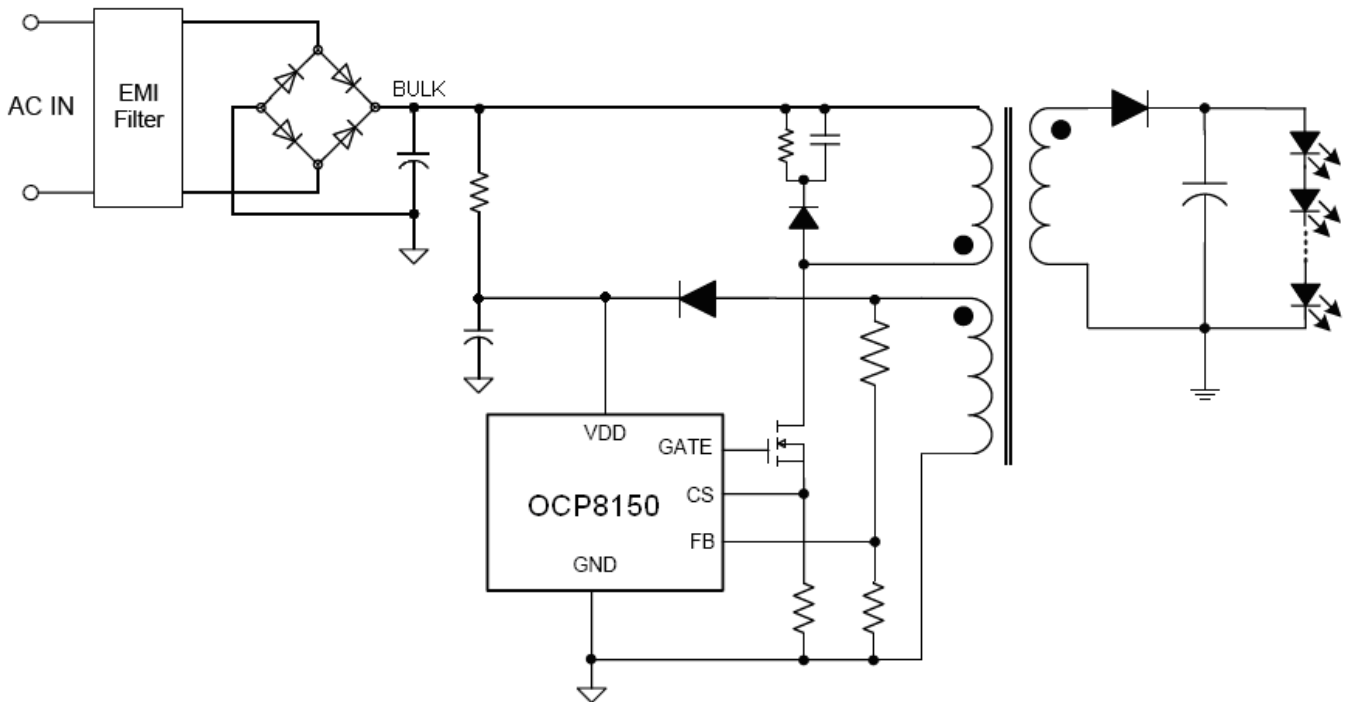 AC IN
EMI
Filter
BULK
VDD
GATE
CS
OCP8150
FB
GND